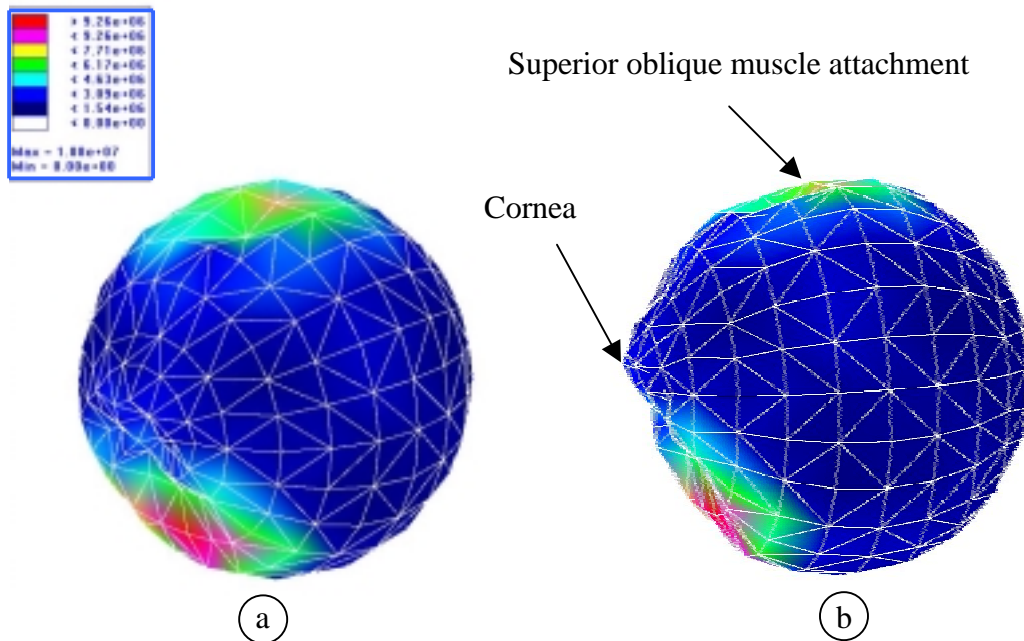 > 9.26e+06
< 9.26e+06
< 7.71e+06
< 6.17e+06
< 4.63e+06
< 3.09e+06
< 1.54e+06
< 0.00e+00
Max = 1.08e+07
Min = 0.00e+00
Superior oblique muscle attachment
Cornea
a
b